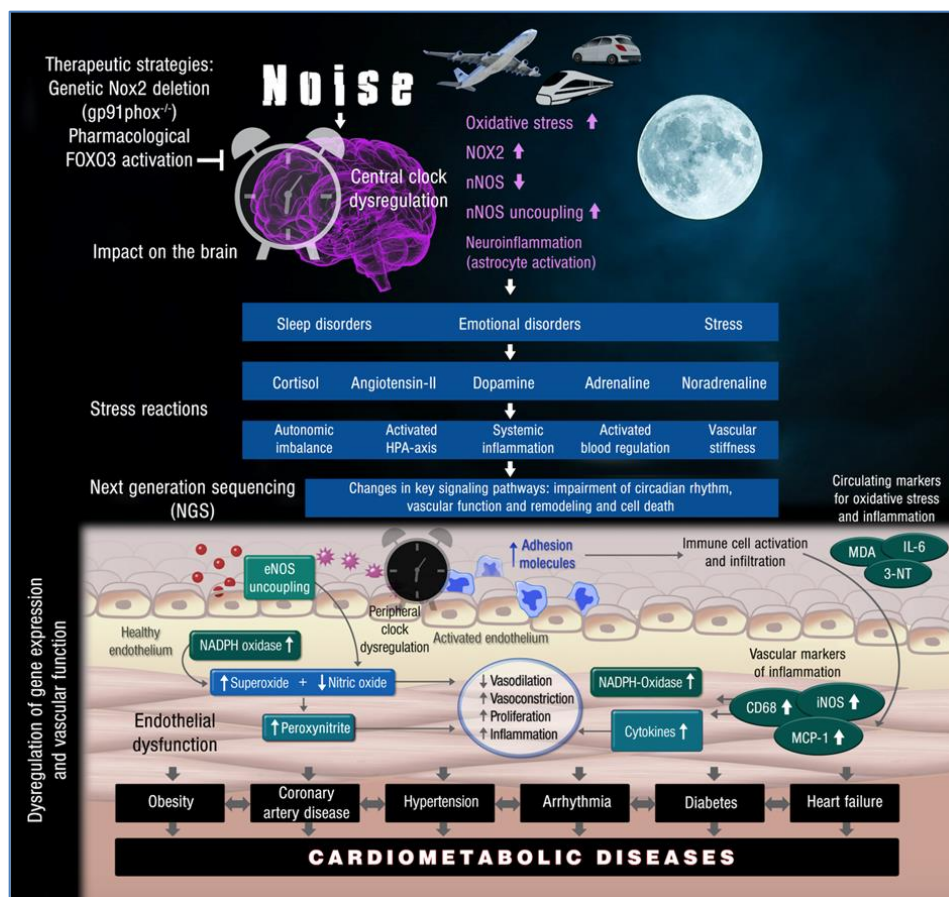 Therapeutic strategies:
Genetic Nox2 deletion
(gp91phox-/-)
Pharmacological
FOXO3 activation
Noise
Central clock
dysregulation
Impact on the brain
Oxidative stress ↑
NOX2 ↑
nNOS ↓
nNOS uncoupling ↑
Neuroinflammation
(astrocyte activation)
Sleep disorders Emotional disorders Stress
Cortisol Angiotensin-II Dopamine Adrenaline Noradrenaline
Stress reactions
Autonomic
imbalance
Activated
HPA-axis
Systemic
inflammation
Activated
blood regulation
Vascular
stiffness
Next generation sequencing
(NGS)
Changes in key signaling pathways: impairment of circadian rhythm,
vascular function and remodeling and cell death
Circulating markers
for oxidative stress
and inflammation
MDA
IL-6
3-NT
Dysregulation of gene expression
and vascular function
eNOS
uncoupling
↑ Adhesion
molecules
Immune cell activation
and infiltration
Peripheral
clock
dysregulation
Healthy
endothelium
Activated endothelium
NADPH oxidase ↑
↑ Superoxide + ↓ Nitric oxide
↑ Peroxynitrite
Endothelial
dysfunction
↓ Vasodilation
↑ Vasoconstriction
↑ Proliferation
↑ Inflammation
NADPH-Oxidase ↑
Cytokines ↑
Vascular markers
of inflammation
CD68 ↑
iNOS ↑
MCP-1 ↑
Obesity
Coronary
artery disease
Hypertension
Arrhythmia
Diabetes
Heart failure
CARDIOMETABOLIC DISEASES